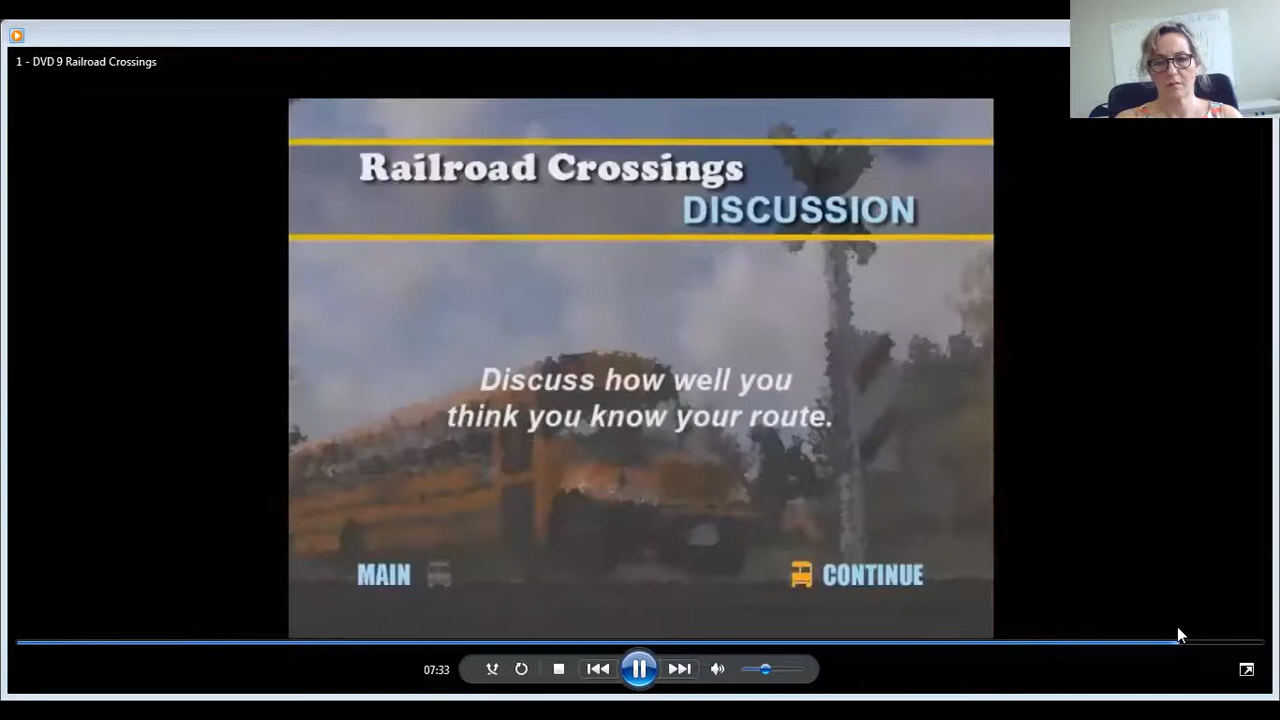 1 - DVD 9 Railroad Crossings
Railroad Crossings
DISCUSSION
Discuss how well you
think you know your route.
MAIN
CONTINUE
07:33